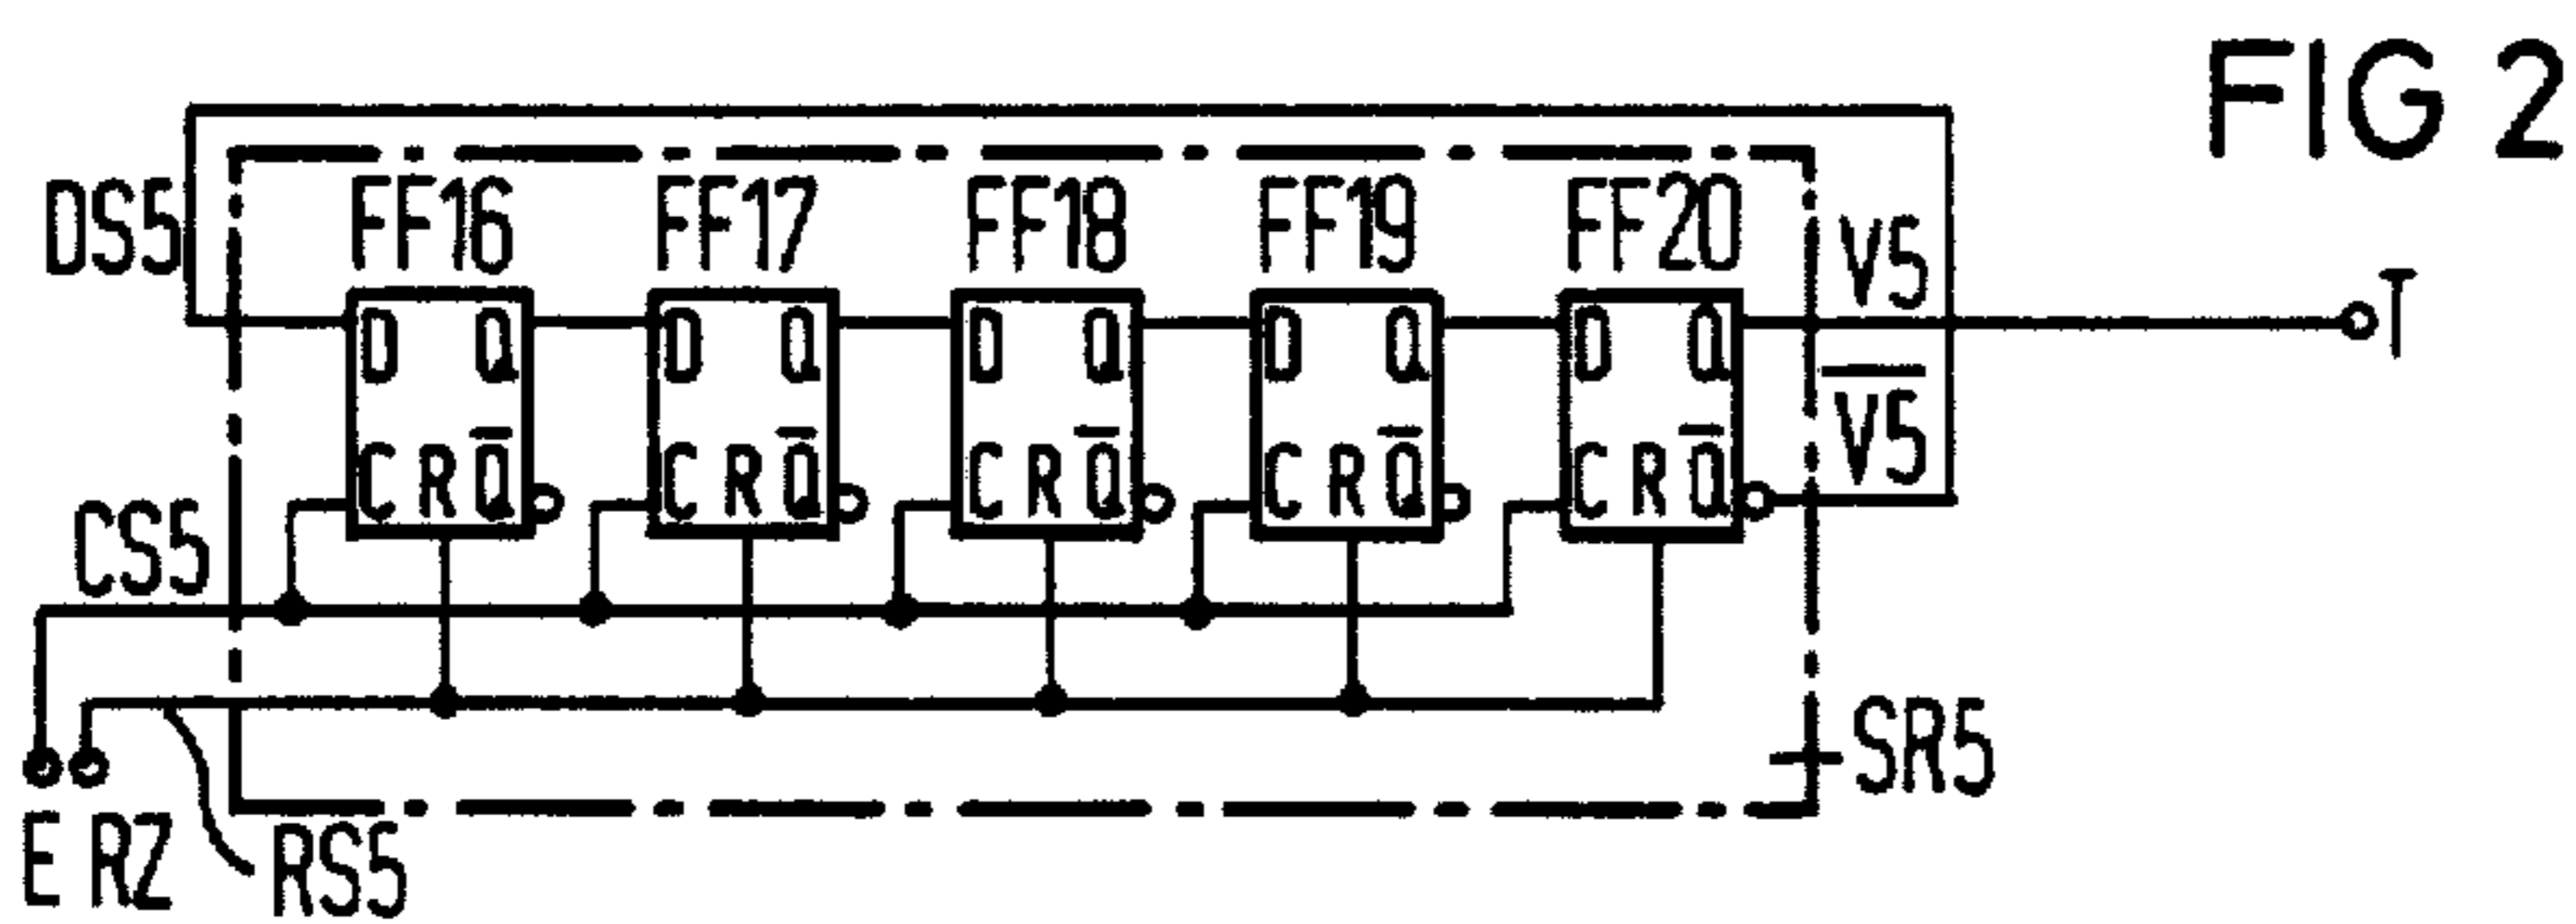 FIG 2
DS5 FF16 FF17 FF18 FF19 FF20 V5
T
D Q D Q D Q D Q D Q
V̅5̅
C R Q̅ C R Q̅ C R Q̅ C R Q̅ C R Q̅
CS5
SR5
E RZ RS5